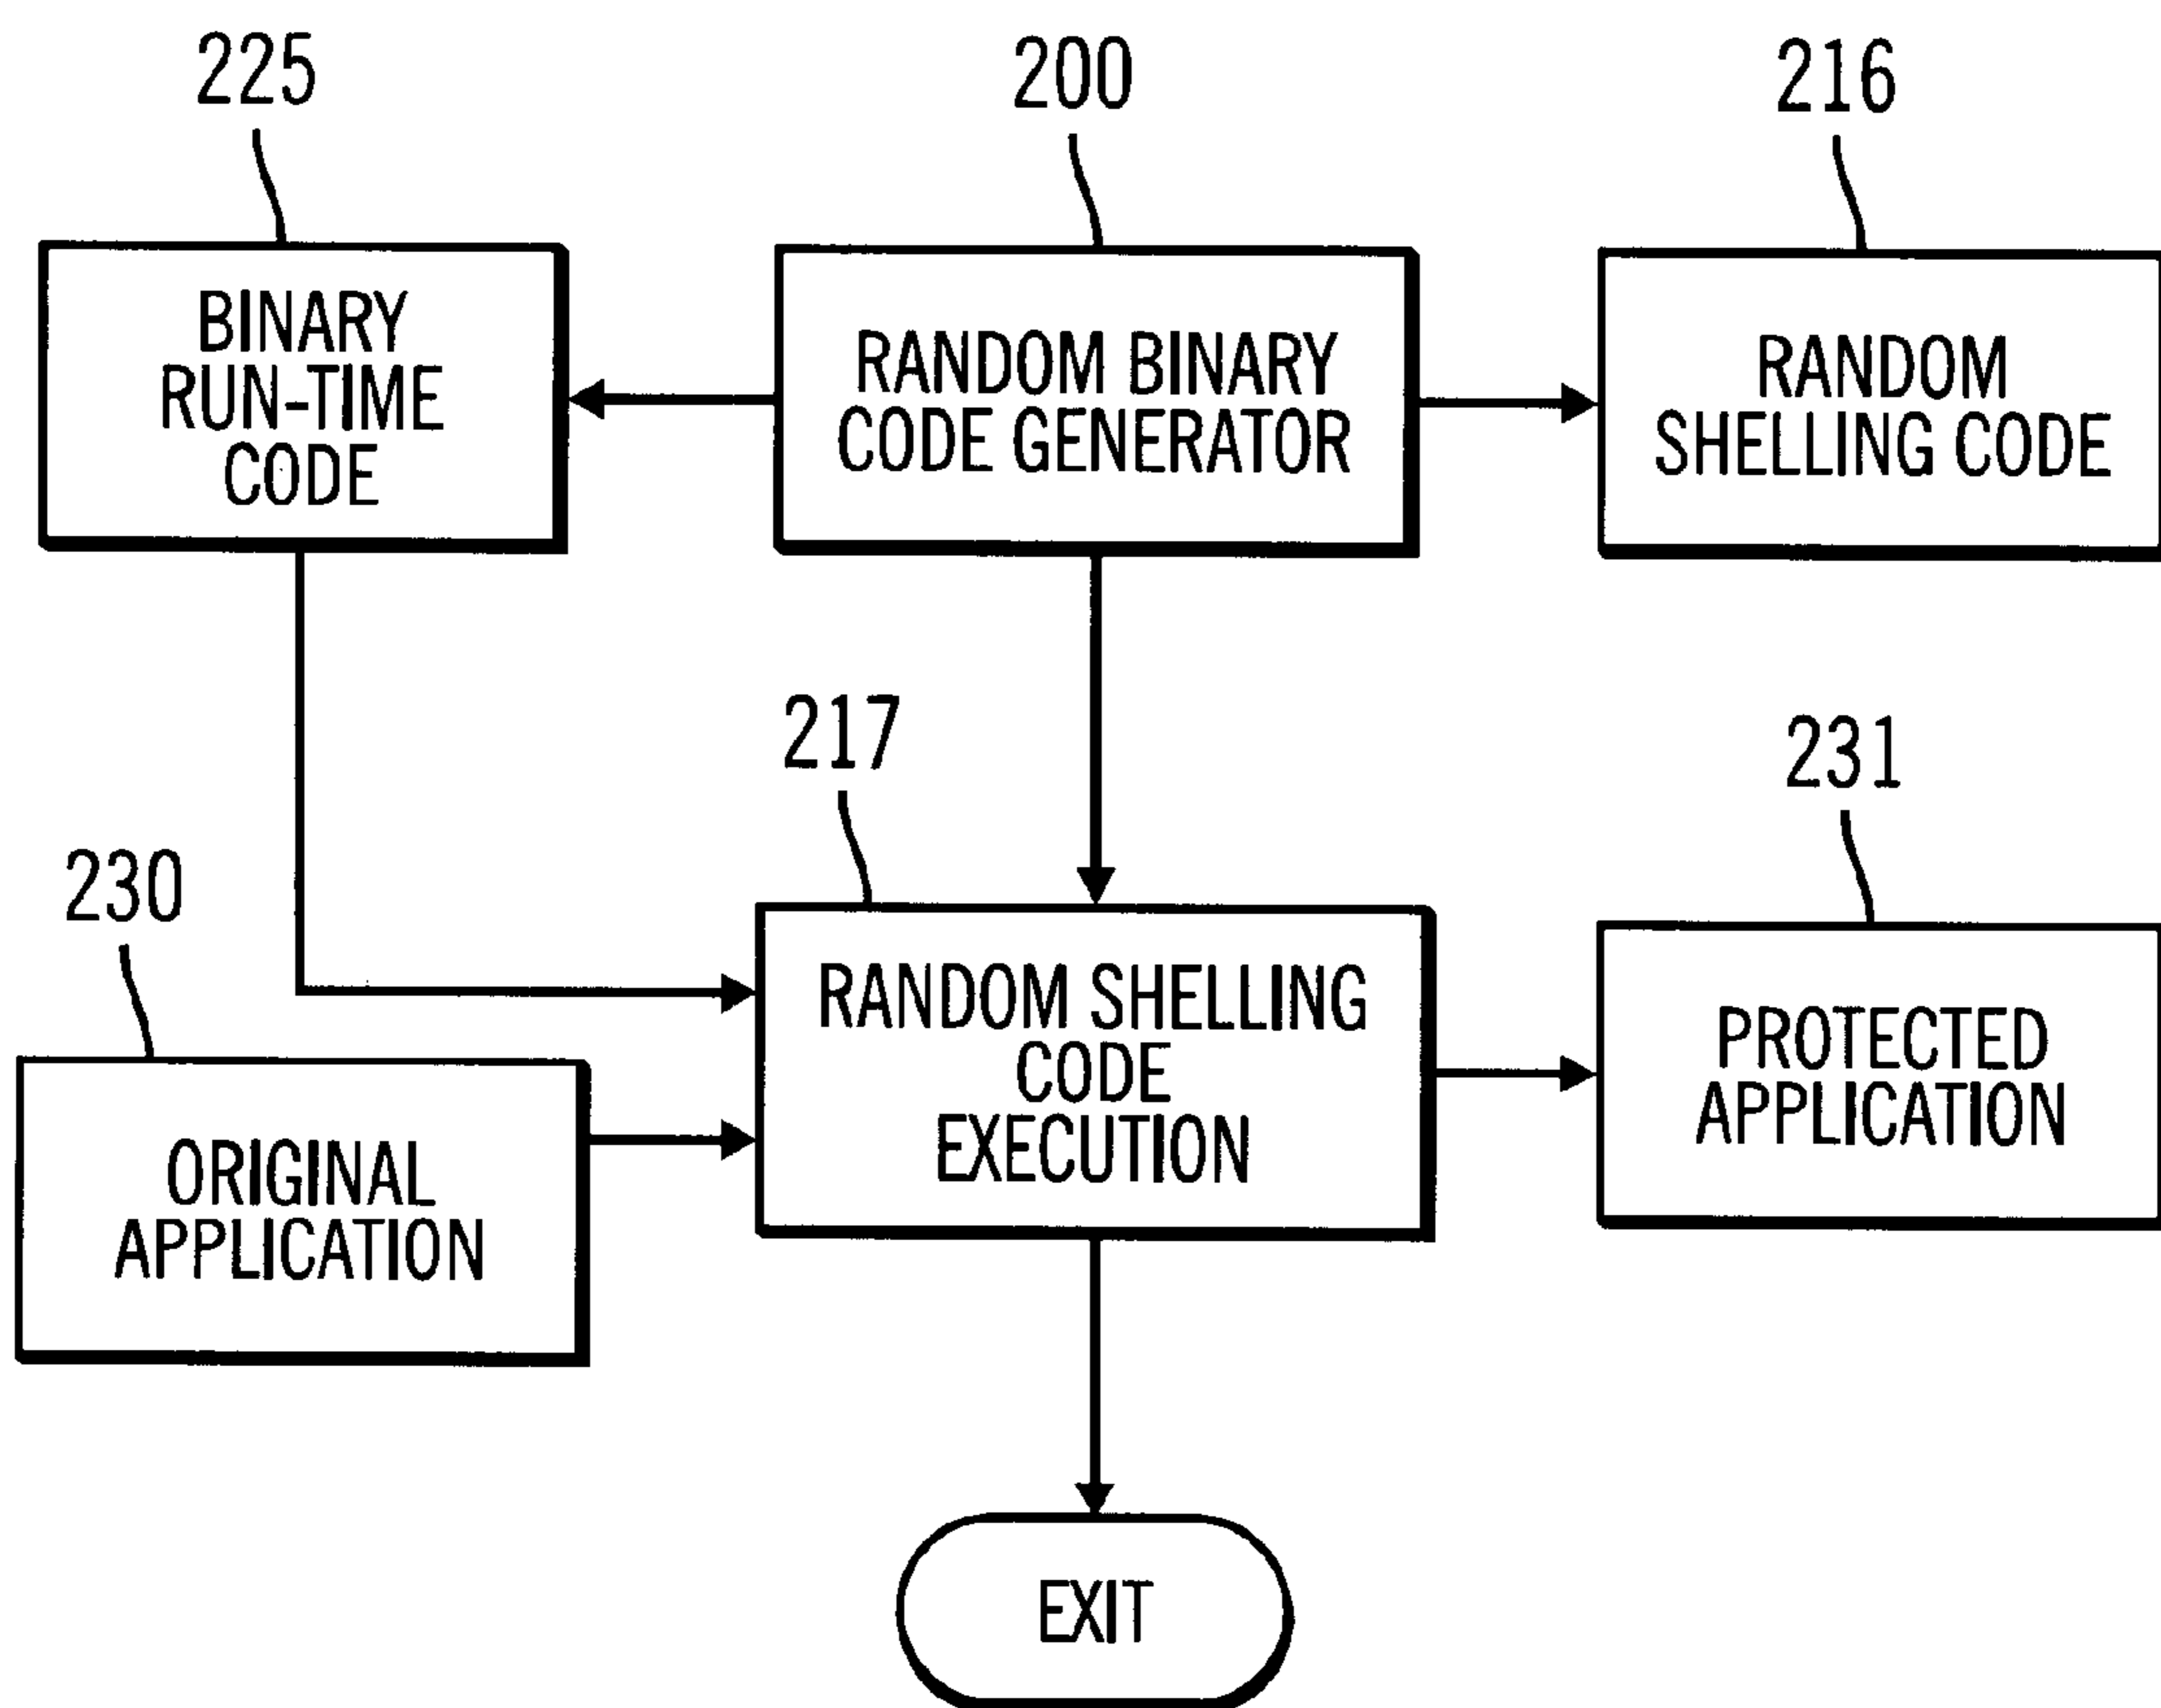 225
200
216
BINARY
RUN-TIME
CODE
RANDOM BINARY
CODE GENERATOR
RANDOM
SHELLING CODE
217
231
230
RANDOM SHELLING
CODE
EXECUTION
PROTECTED
APPLICATION
ORIGINAL
APPLICATION
EXIT